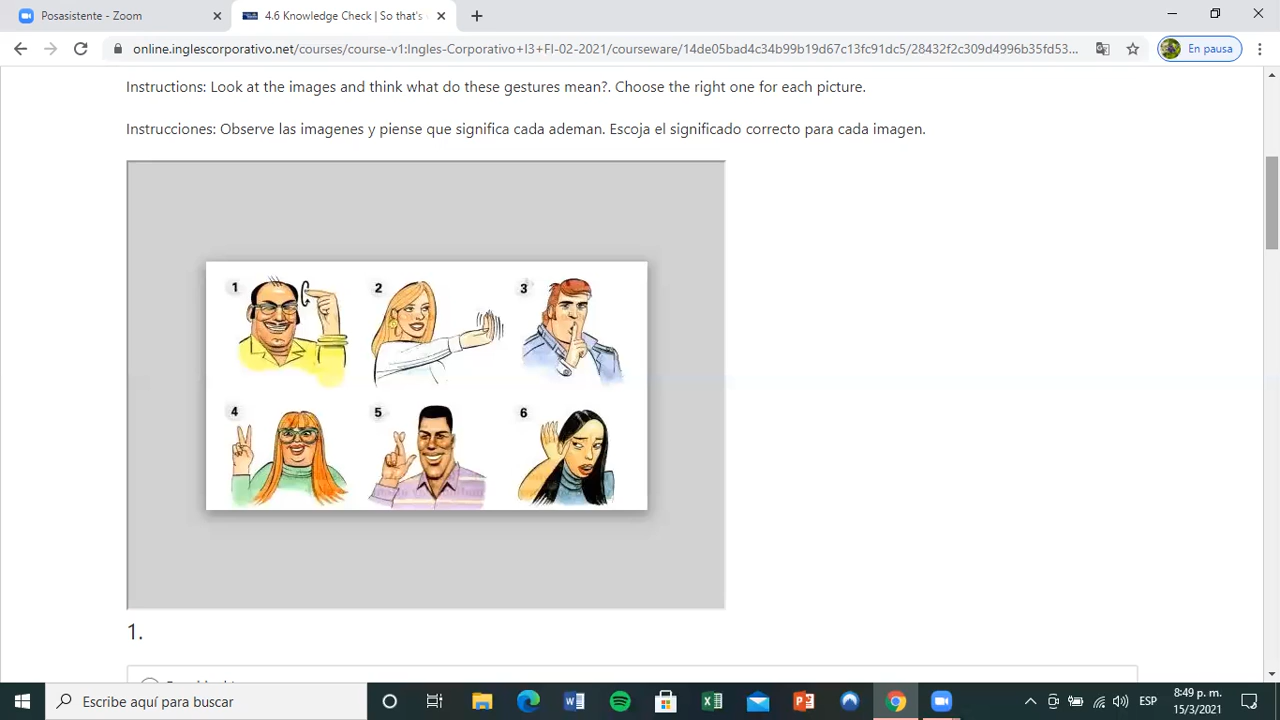 Posasistente - Zoom
4.6 Knowledge Check | So that's
online.inglescorporativo.net/courses/course-v1:Ingles-Corporativo+I3+FI-02-2021/courseware/14de05bad4c34b99b19d67c13fc91dc5/28432f2c309d4996b35fd53...
En pausa
Instructions: Look at the images and think what do these gestures mean?. Choose the right one for each picture.
Instrucciones: Observe las imagenes y piense que significa cada ademan. Escoja el significado correcto para cada imagen.
1 2 3
4 5 6
1.
Escribe aquí para buscar
ESP
8:49 p. m.
15/3/2021